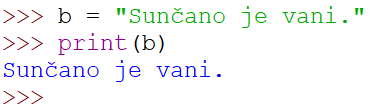 >>> b = "Sunčano je vani."
>>> print(b)
Sunčano je vani.
>>>